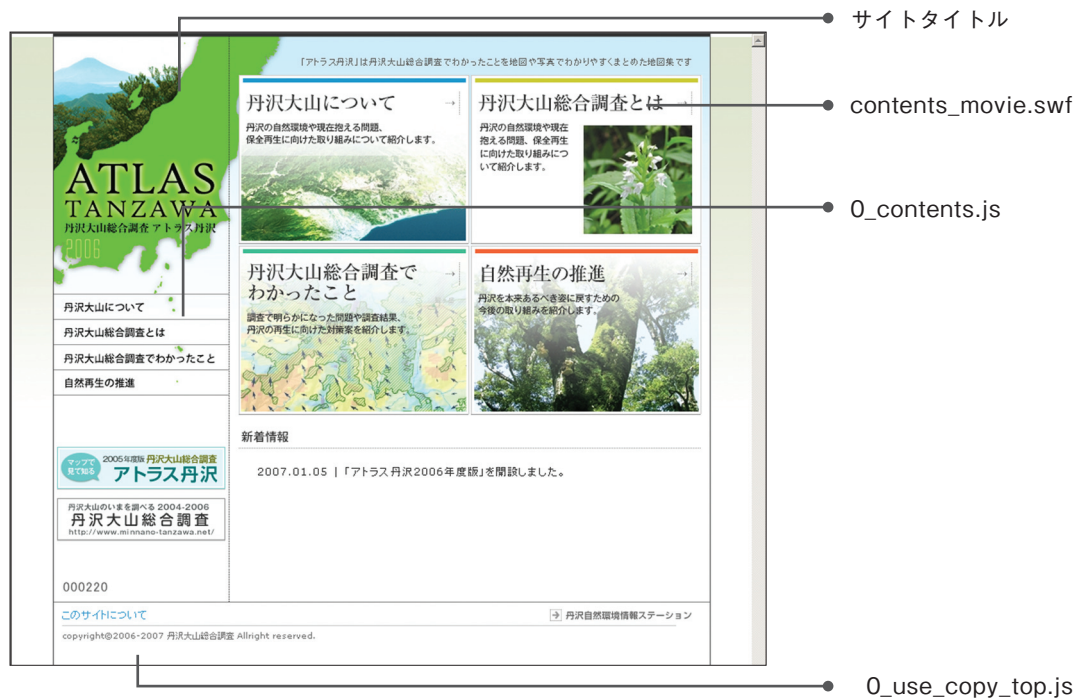 サイトタイトル
「アトラス丹沢」は丹沢大山総合調査でわかったことを地図や写真でわかりやすくまとめた地図集です
contents_movie.swf
0_contents.js
ATLAS
TANZAWA
丹沢大山総合調査 アトラス丹沢
2006
丹沢大山について
丹沢大山総合調査とは
丹沢大山総合調査でわかったこと
自然再生の推進
マップで
見て知る
2005年度版 丹沢大山総合調査
アトラス丹沢
丹沢大山のいまを調べる 2004-2006
丹沢大山総合調査
http://www.minnano-tanzawa.net/
000220
丹沢大山について
丹沢の自然環境や現在抱える問題、
保全再生に向けた取り組みについて紹介します。
丹沢大山総合調査とは
丹沢の自然環境や現在
抱える問題、保全再生
に向けた取り組みにつ
いて紹介します。
丹沢大山総合調査で
わかったこと
調査で明らかになった問題や調査結果、
丹沢の再生に向けた対策案を紹介します。
自然再生の推進
丹沢を本来あるべき姿に戻すための
今後の取り組みを紹介します。
新着情報
2007.01.05 | 「アトラス丹沢2006年度版」を開設しました。
このサイトについて
丹沢自然環境情報ステーション
copyright©2006-2007 丹沢大山総合調査 Allright reserved.
0_use_copy_top.js